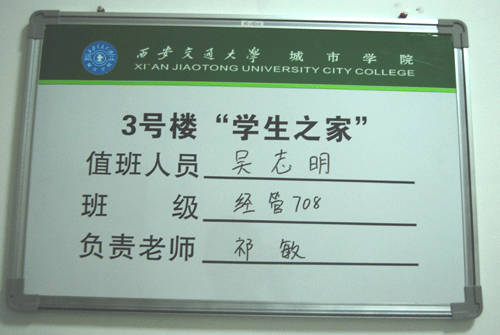 西安交通大学 城市学院
XI'AN JIAOTONG UNIVERSITY CITY COLLEGE
3号楼“学生之家”
值班人员 吴志明
班 级 经管708
负责老师 祁敏